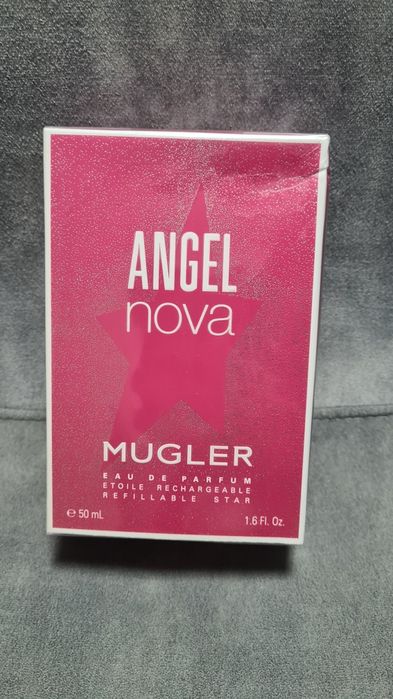 ANGEL
nova
MUGLER
EAU DE PARFUM
ETOILE RECHARGEABLE
REFILLABLE STAR
℮ 50 mL 1.6 Fl. Oz.